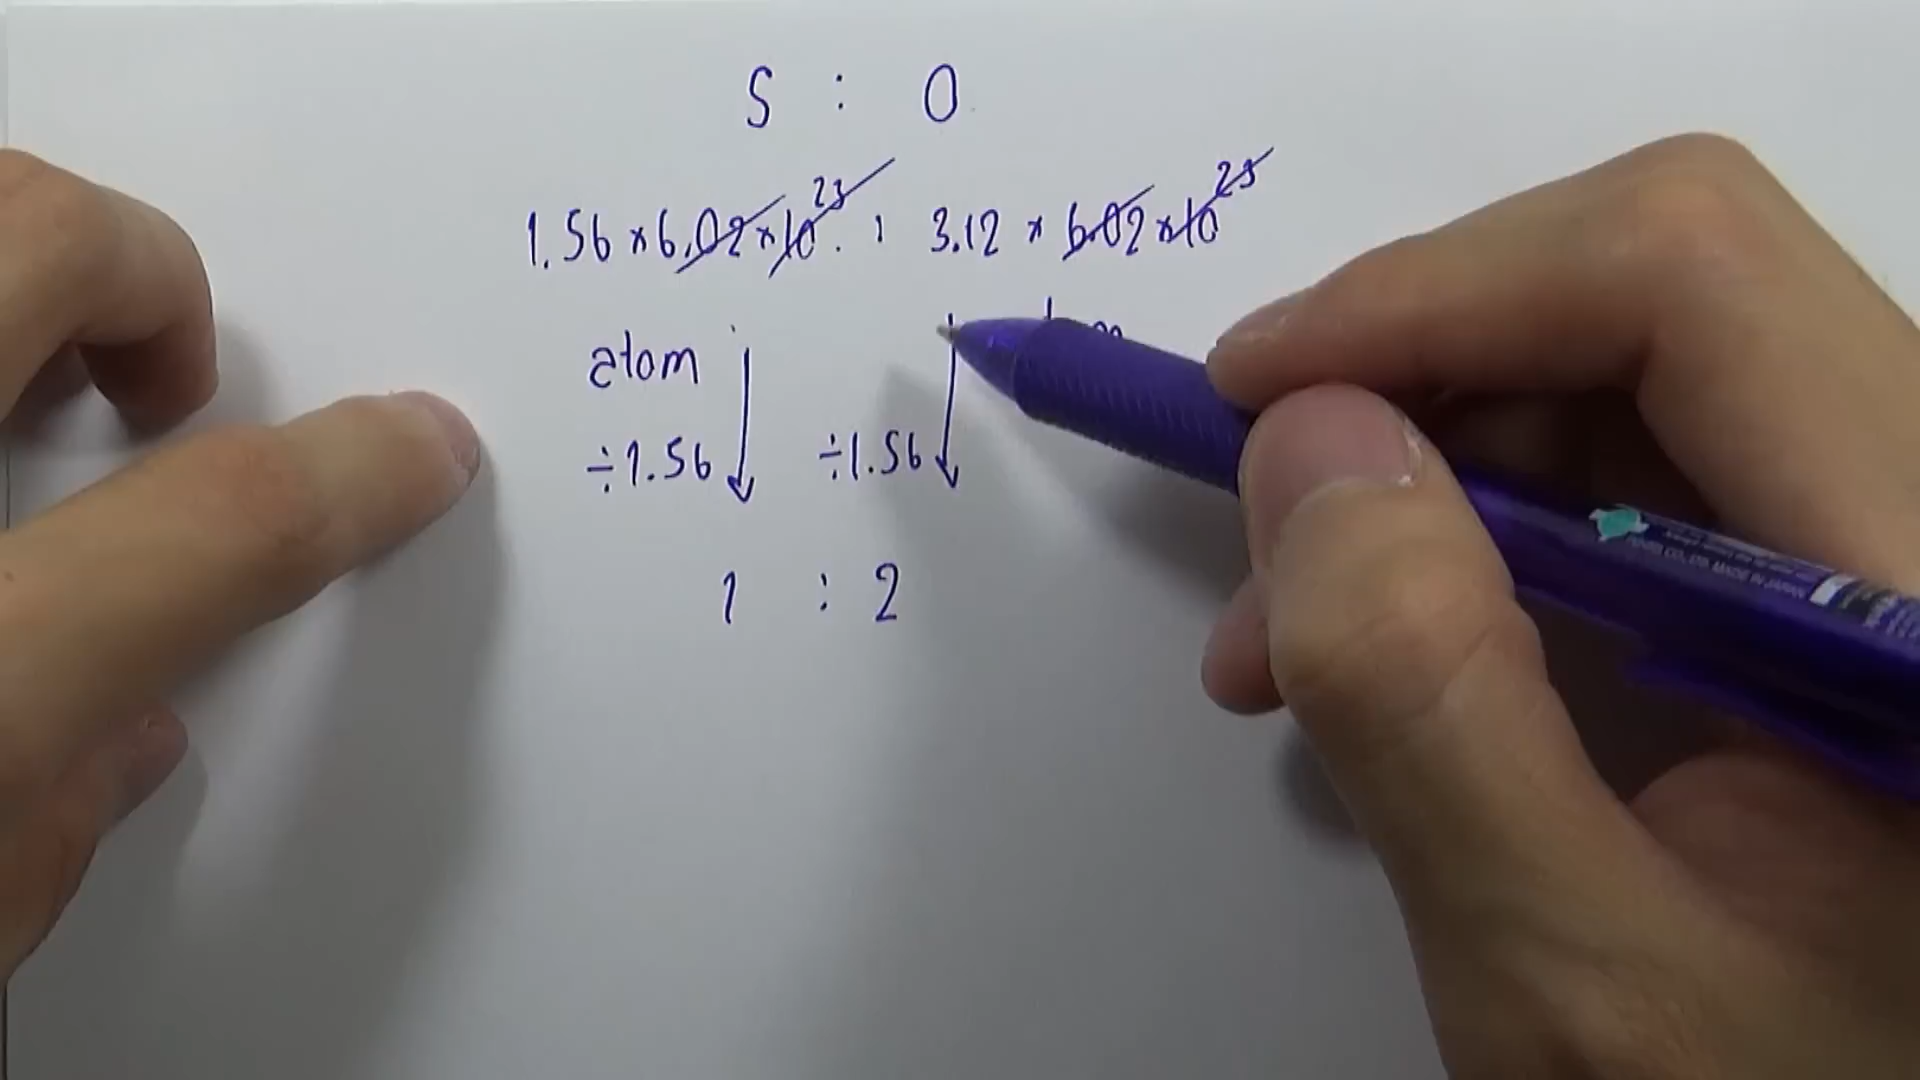 S : O
1.56 × 6.02 × 10²³ : 3.12 × 6.02 × 10²³
atom
÷1.56 ÷1.56
1 : 2